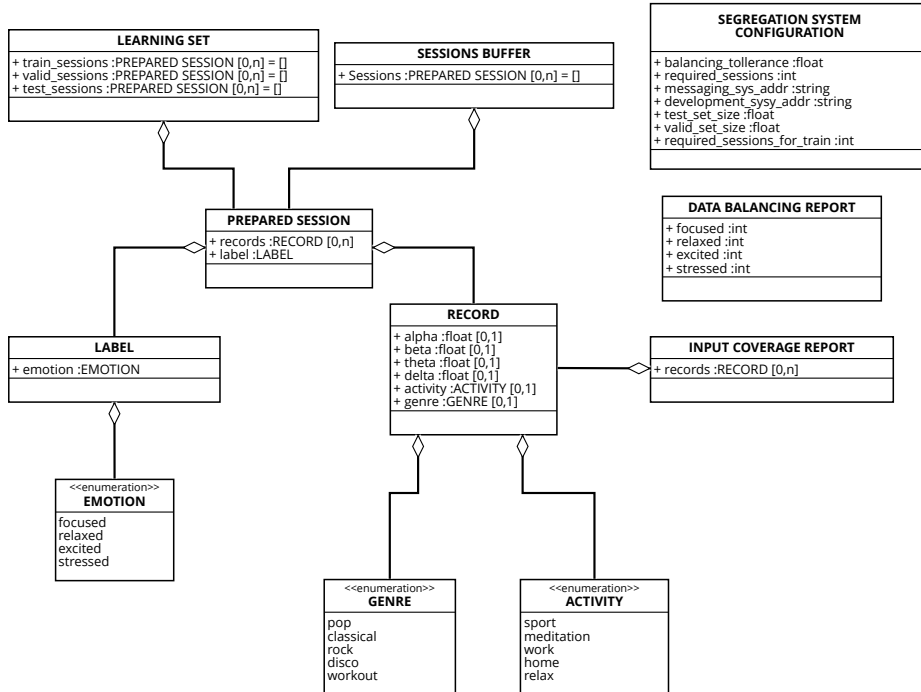 LEARNING SET
+ train_sessions :PREPARED SESSION [0,n] = []
+ valid_sessions :PREPARED SESSION [0,n] = []
+ test_sessions :PREPARED SESSION [0,n] = []
SESSIONS BUFFER
+ Sessions :PREPARED SESSION [0,n] = []
SEGREGATION SYSTEM
CONFIGURATION
+ balancing_tollerance :float
+ required_sessions :int
+ messaging_sys_addr :string
+ development_sysy_addr :string
+ test_set_size :float
+ valid_set_size :float
+ required_sessions_for_train :int
PREPARED SESSION
+ records :RECORD [0,n]
+ label :LABEL
DATA BALANCING REPORT
+ focused :int
+ relaxed :int
+ excited :int
+ stressed :int
LABEL
+ emotion :EMOTION
RECORD
+ alpha :float [0,1]
+ beta :float [0,1]
+ theta :float [0,1]
+ delta :float [0,1]
+ activity :ACTIVITY [0,1]
+ genre :GENRE [0,1]
INPUT COVERAGE REPORT
+ records :RECORD [0,n]
<<enumeration>>
EMOTION
focused
relaxed
excited
stressed
<<enumeration>>
GENRE
pop
classical
rock
disco
workout
<<enumeration>>
ACTIVITY
sport
meditation
work
home
relax